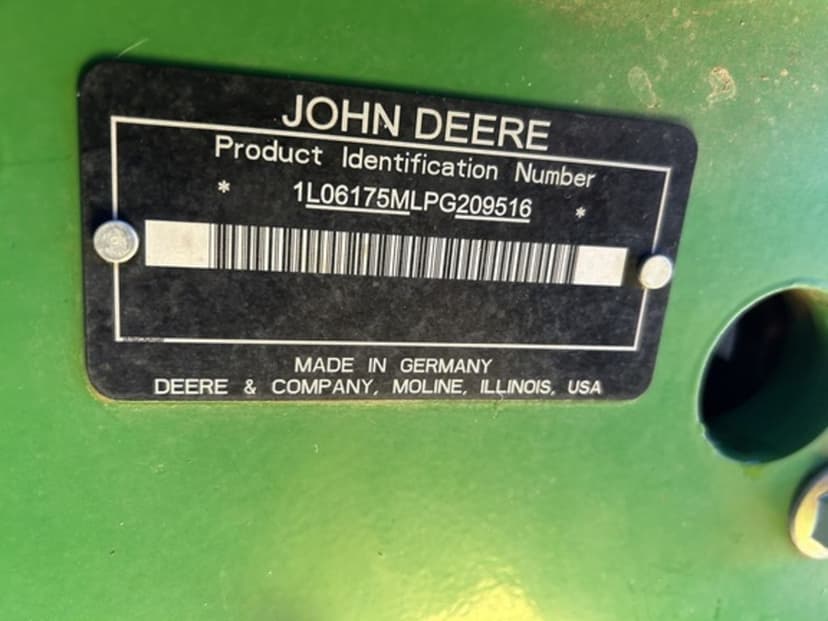 JOHN DEERE
Product Identification Number
* 1L06175MLPG209516 *
MADE IN GERMANY
DEERE & COMPANY, MOLINE, ILLINOIS, USA